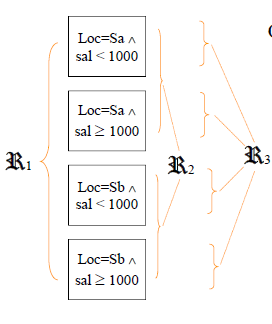 Loc=Sa ∧
sal < 1000
Loc=Sa ∧
sal ≥ 1000
ℜ1
ℜ2
ℜ3
Loc=Sb ∧
sal < 1000
Loc=Sb ∧
sal ≥ 1000